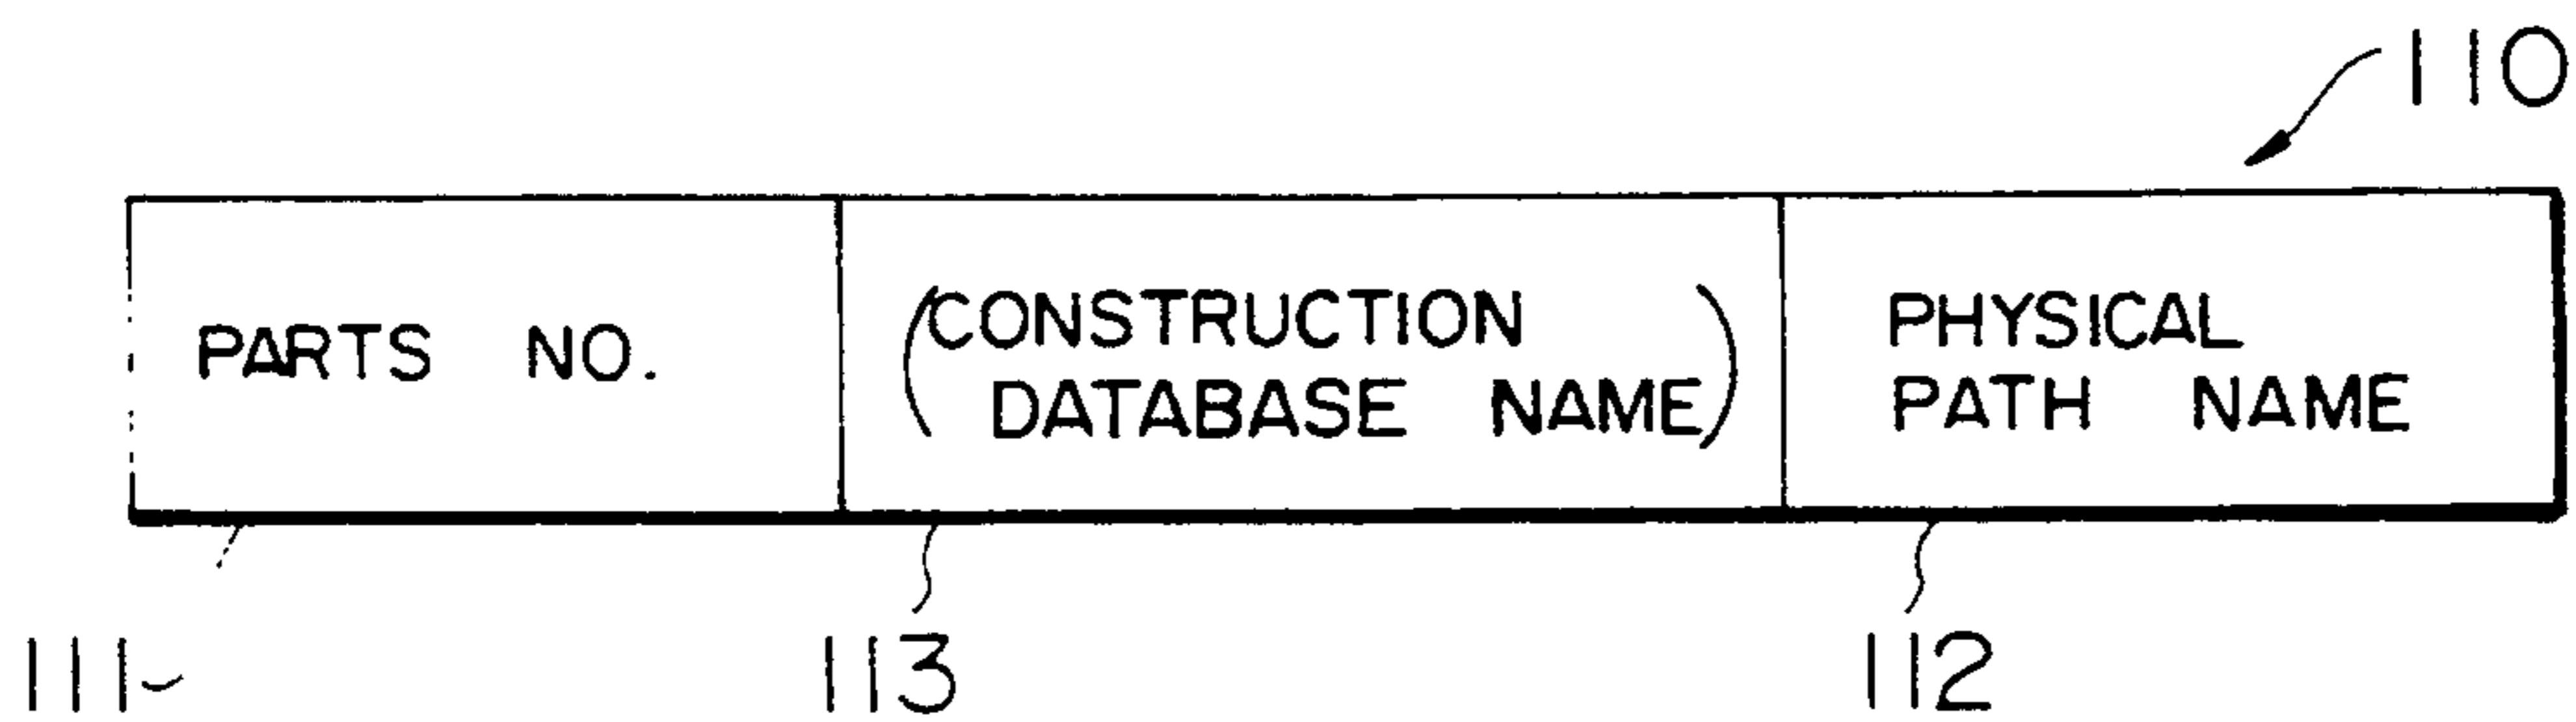 110
PARTS NO.
(CONSTRUCTION
DATABASE NAME)
PHYSICAL
PATH NAME
111
113
112